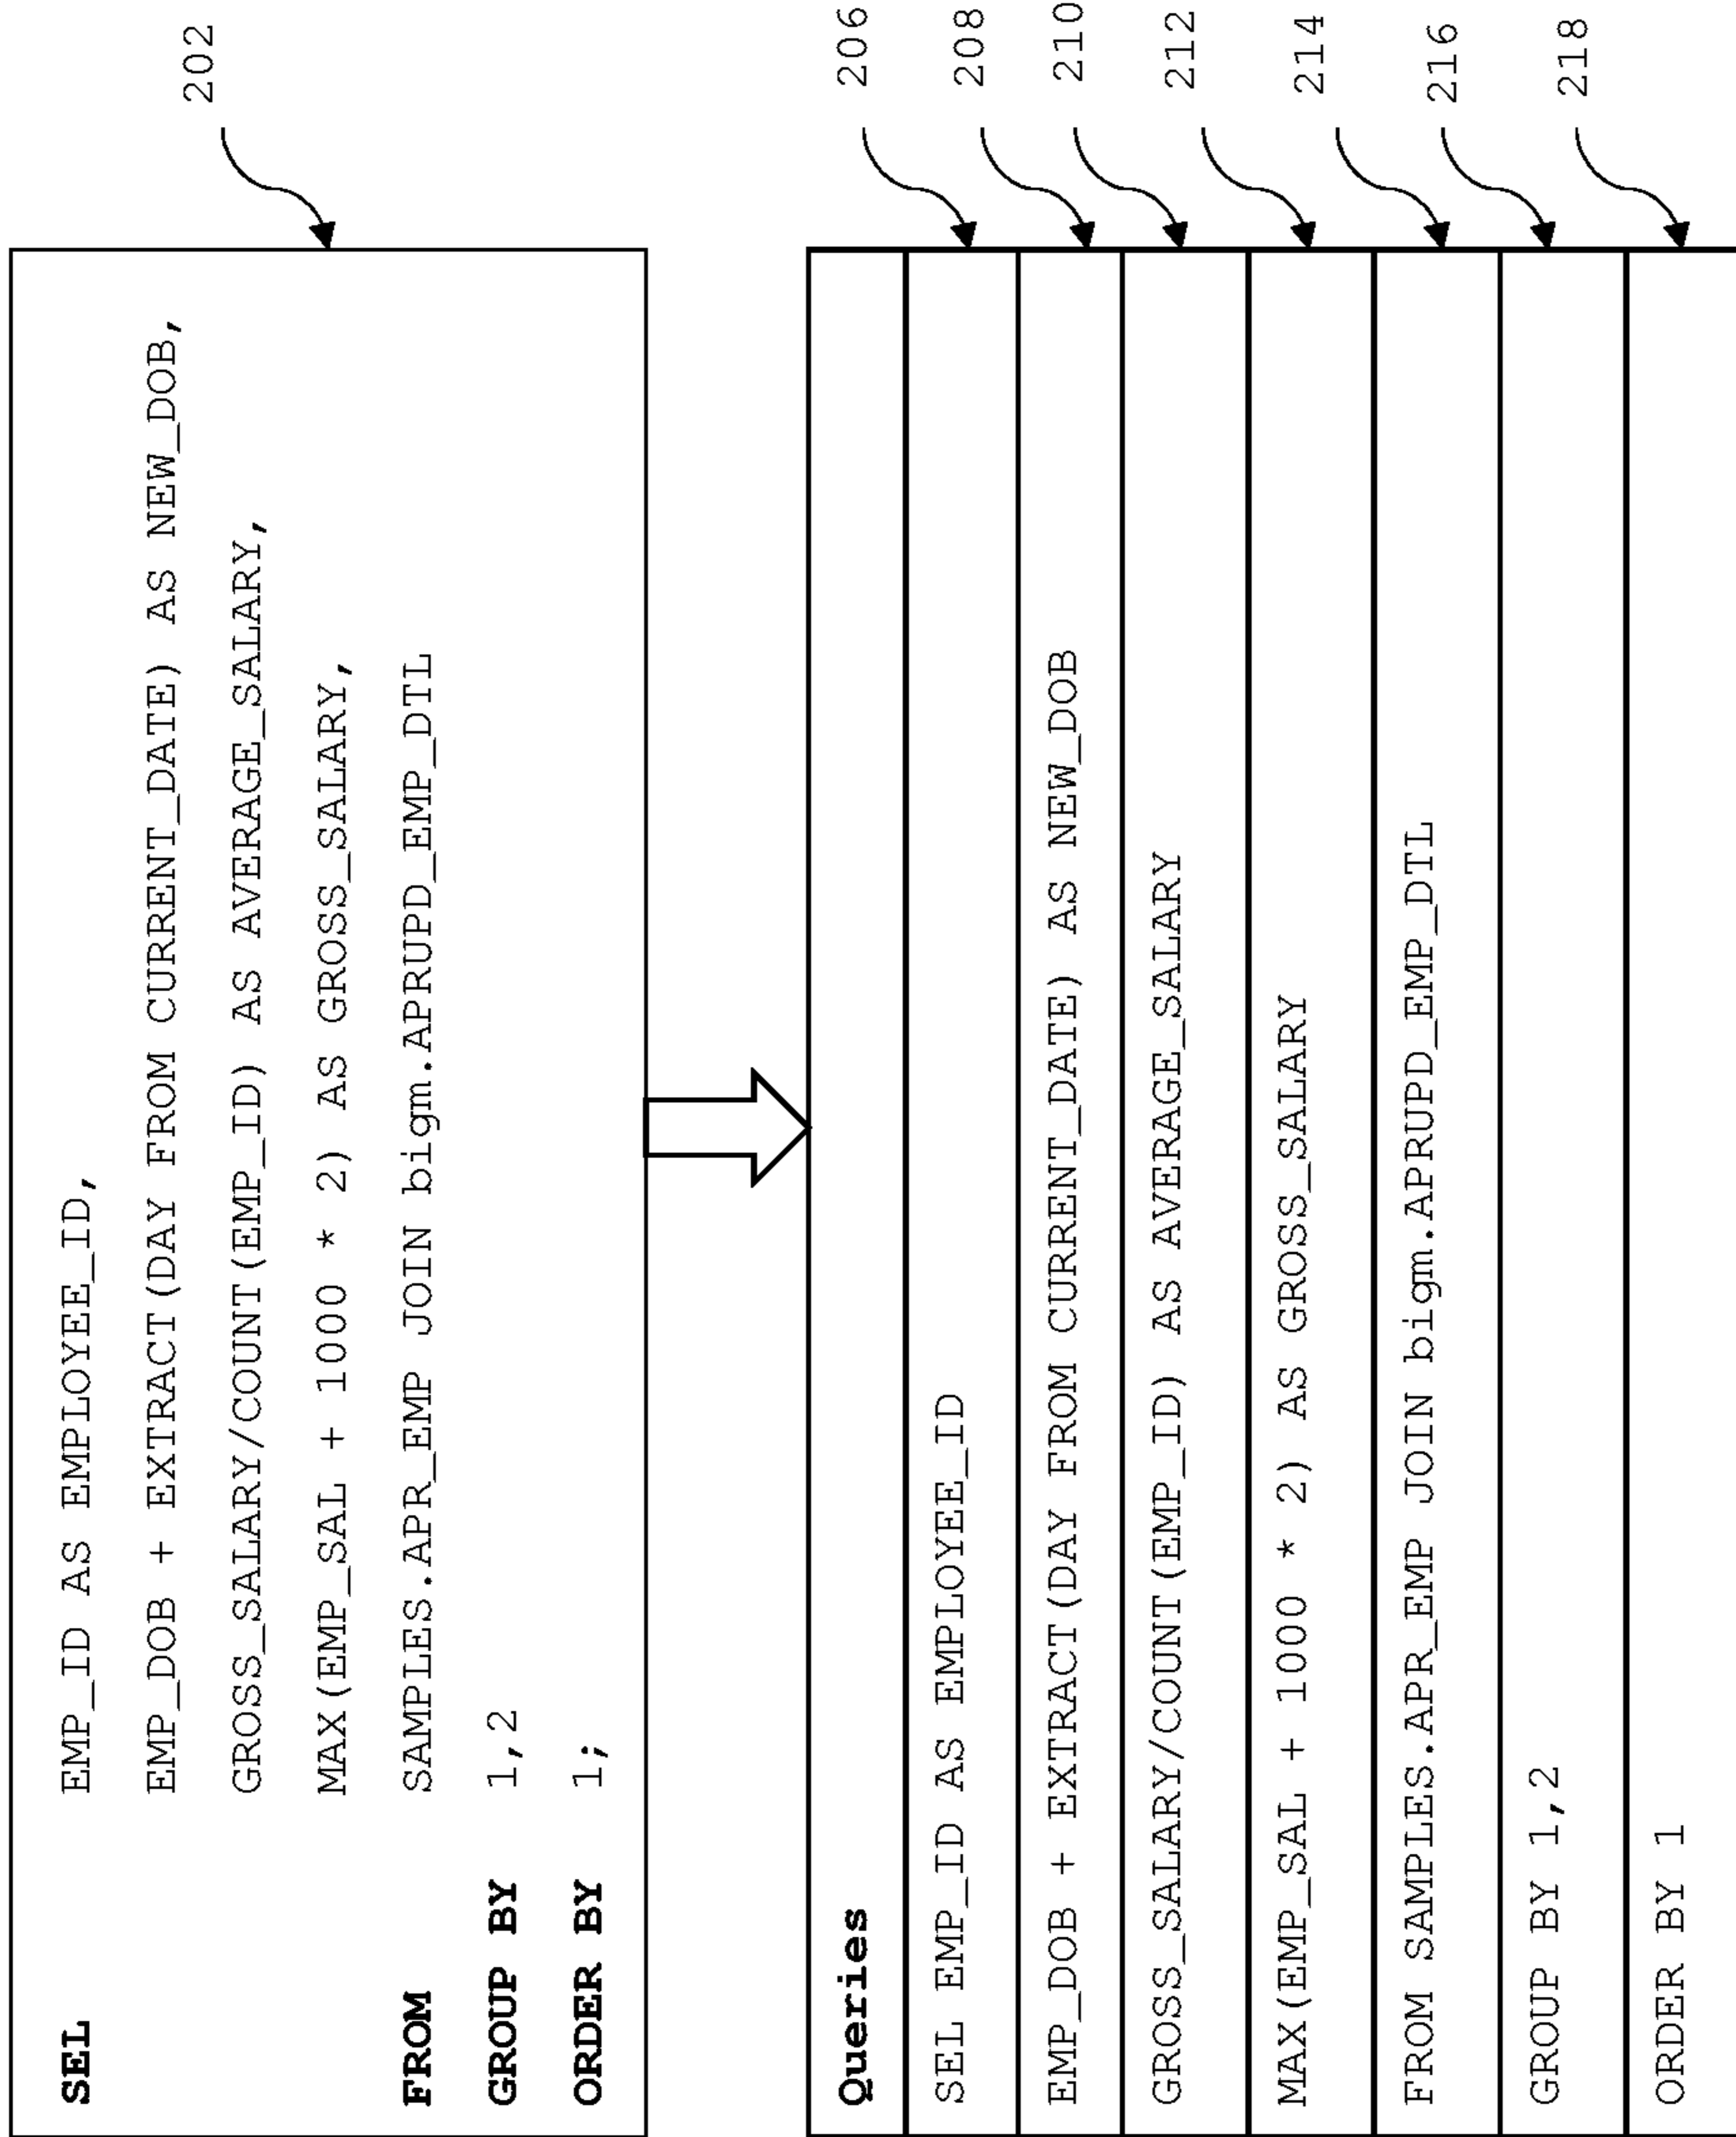 SEL EMP_ID AS EMPLOYEE_ID,
EMP_DOB + EXTRACT(DAY FROM CURRENT_DATE) AS NEW_DOB,
GROSS_SALARY/COUNT(EMP_ID) AS AVERAGE_SALARY,
MAX(EMP_SAL + 1000 * 2) AS GROSS_SALARY,
FROM SAMPLES.APR_EMP JOIN bigm.APRUPD_EMP_DTL
GROUP BY 1,2
ORDER BY 1;
202
Queries
206
SEL EMP_ID AS EMPLOYEE_ID
208
EMP_DOB + EXTRACT(DAY FROM CURRENT_DATE) AS NEW_DOB
210
GROSS_SALARY/COUNT(EMP_ID) AS AVERAGE_SALARY
212
MAX(EMP_SAL + 1000 * 2) AS GROSS_SALARY
214
FROM SAMPLES.APR_EMP JOIN bigm.APRUPD_EMP_DTL
216
GROUP BY 1,2
218
ORDER BY 1